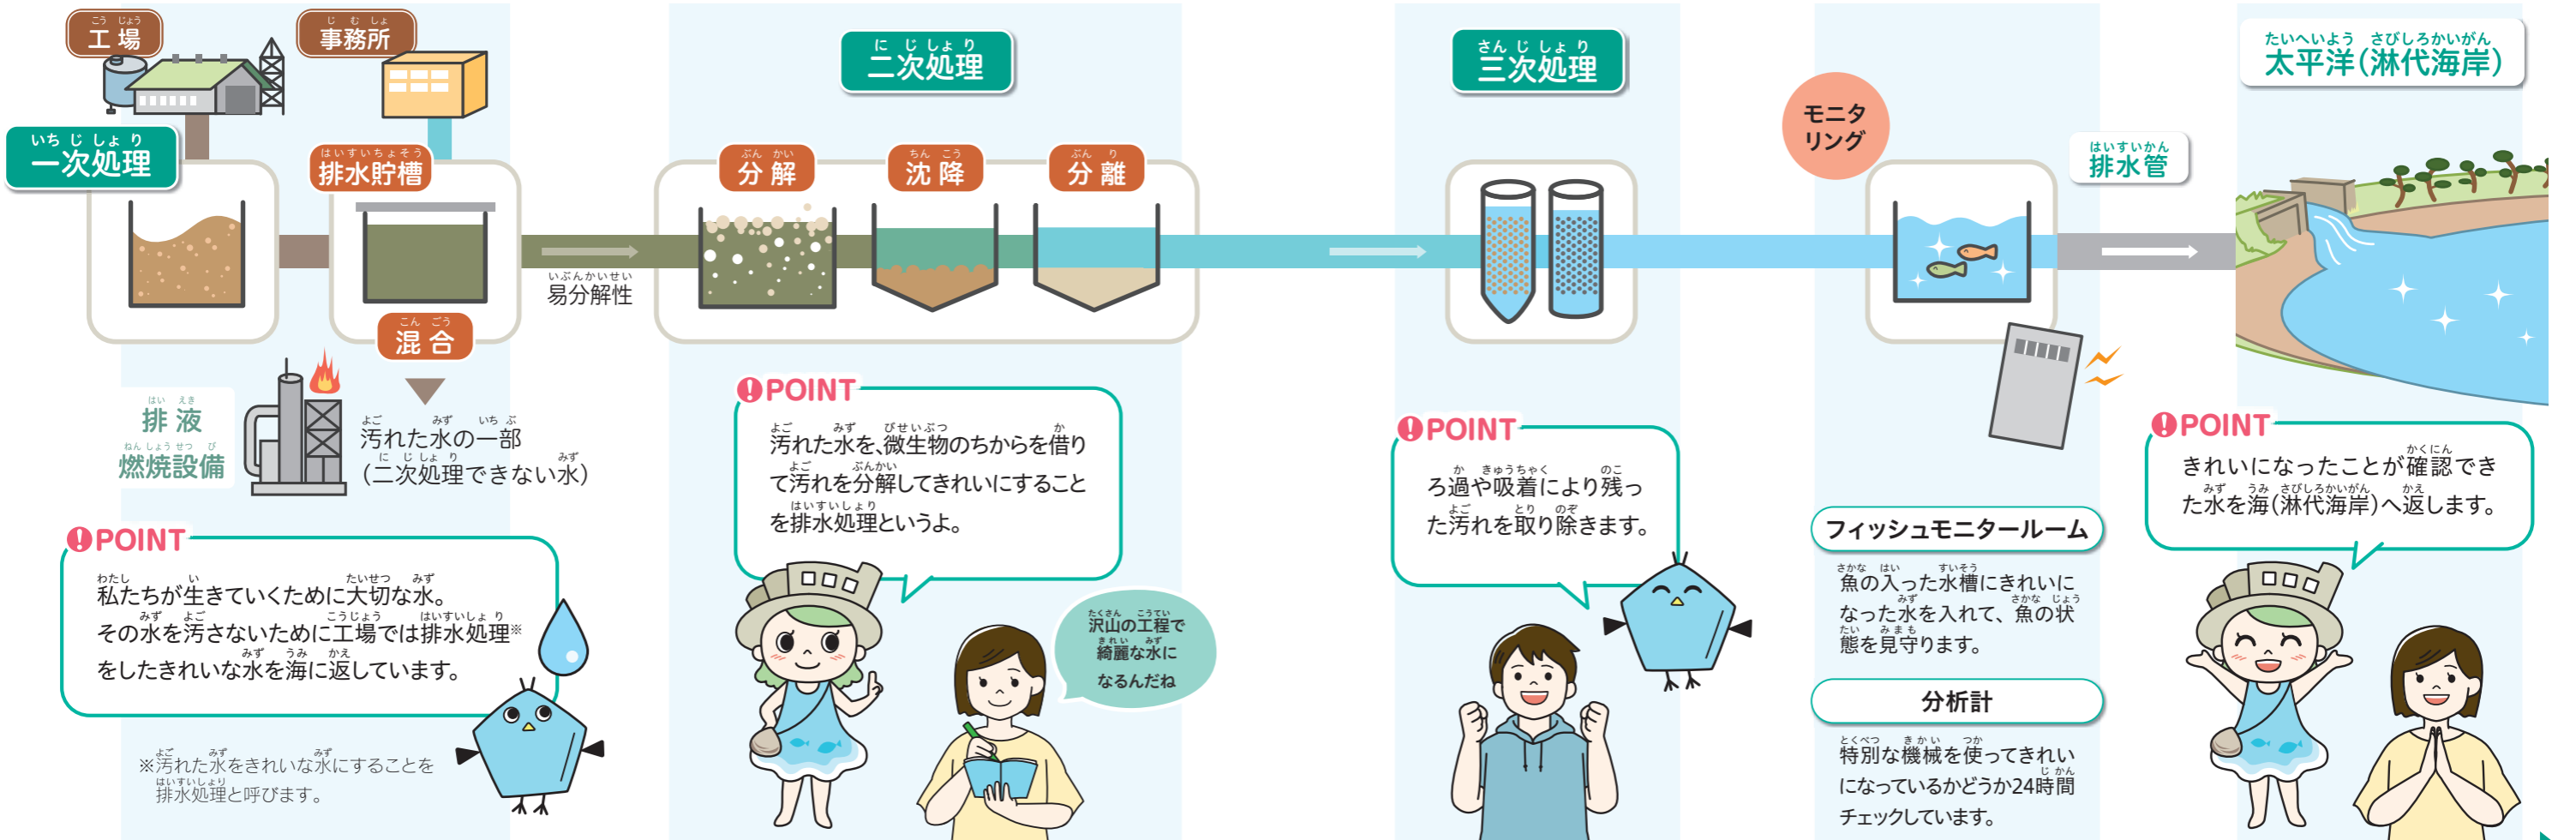 工場
事務所
一次処理
排水貯槽
混合
易分解性
排液
燃焼設備
汚れた水の一部
(二次処理できない水)
POINT
私たちが生きていくために大切な水。
その水を汚さないために工場では排水処理※
をしたきれいな水を海に返しています。
※汚れた水をきれいな水にすることを
排水処理と呼びます。
二次処理
分解
沈降
分離
POINT
汚れた水を、微生物のちからを借り
て汚れを分解してきれいにすること
を排水処理というよ。
沢山の工程で
綺麗な水に
なるんだね
三次処理
POINT
ろ過や吸着により残っ
た汚れを取り除きます。
モニタ
リング
フィッシュモニタールーム
魚の入った水槽にきれいに
なった水を入れて、魚の状
態を見守ります。
分析計
特別な機械を使ってきれい
になっているかどうか24時間
チェックしています。
排水管
太平洋(淋代海岸)
POINT
きれいになったことが確認でき
た水を海(淋代海岸)へ返します。